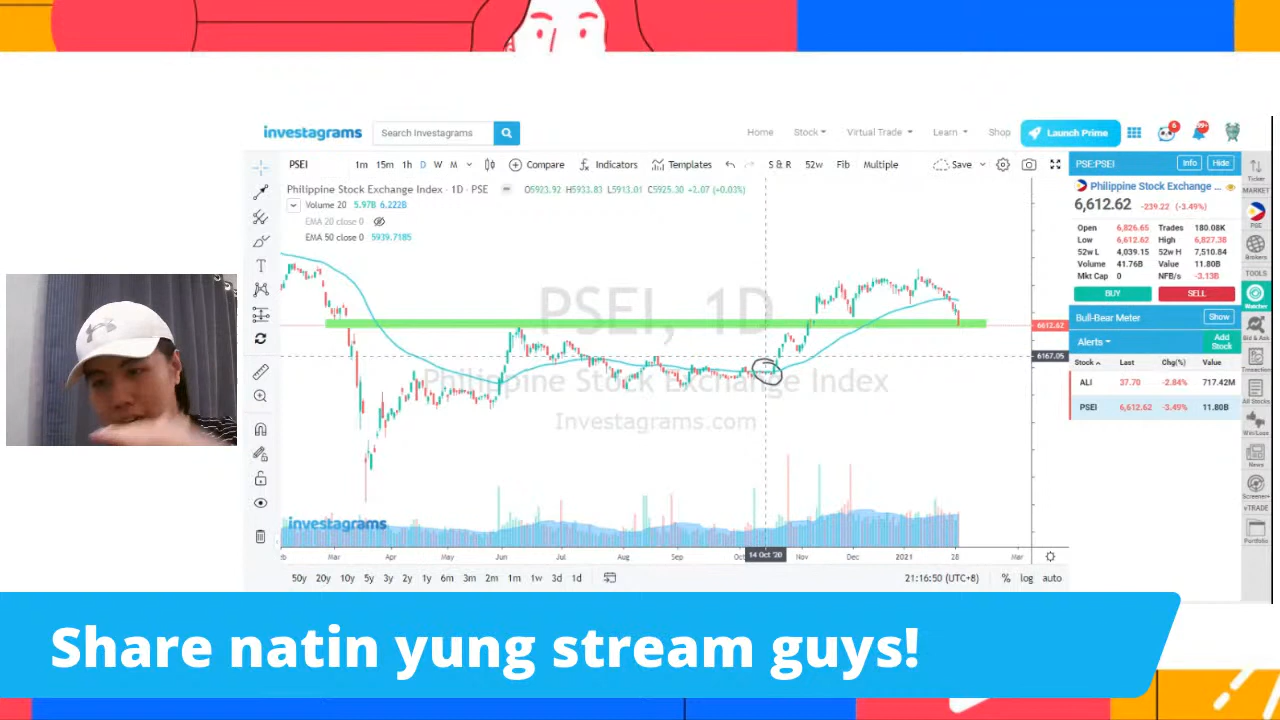 investagrams Search Investagrams Home Stock Virtual Trade Learn Shop Launch Prime 6
PSEI 1m 15m 1h D W M Compare Indicators Templates S & R 52w Fib Multiple Save
PSE:PSEI Info Hide
Philippine Stock Exchange Index · 1D · PSE O5923.92 H5933.83 L5913.01 C5925.30 +2.07 (+0.03%)
Volume 20 5.97B 6.222B
EMA 20 close 0
EMA 50 close 0 5939.7185
Philippine Stock Exchange ...
6,612.62 -239.22 (-3.49%)
Open 6,826.65 Trades 180.08K
Low 6,612.62 High 6,827.38
52w L 4,039.15 52w H 7,510.84
Volume 41.76B Value 11.80B
Mkt Cap 0 NFB/s -3.13B
BUY SELL
Bull-Bear Meter Show
Alerts Add Stock
Stock Last Chg(%) Value
ALI 37.70 -2.84% 717.42M
PSEI 6,612.62 -3.49% 11.80B
Ticker
MARKET
PSE
Brokers
TOOLS
Watcher
Bid & Ask
Transaction
All Stocks
Win/Lose
News
Screener+
vTRADE
Portfolio
PSEI, 1D
Philippine Stock Exchange Index
Investagrams.com
6612.62
6167.05
investagrams
Mar Apr May Jun Jul Aug Sep 14 Oct '20 Nov Dec 2021 28 Mar
50y 20y 10y 5y 3y 2y 1y 6m 3m 2m 1m 1w 3d 1d 21:16:50 (UTC+8) % log auto
Share natin yung stream guys!